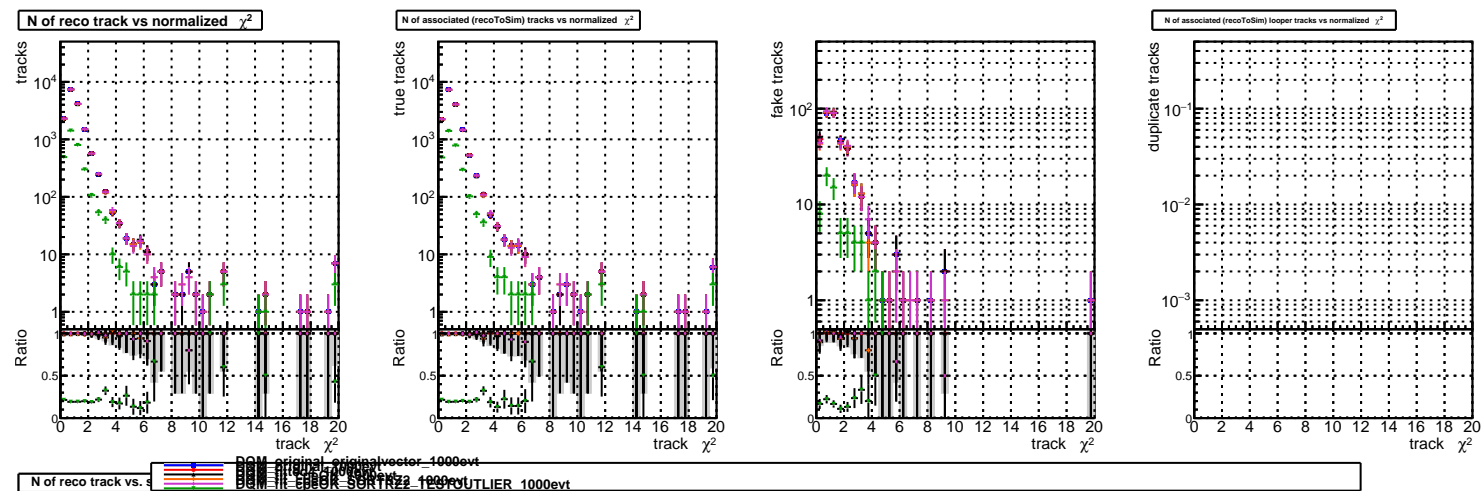 N of reco track vs normalized χ²
N of associated (recoToSim) tracks vs normalized χ²
N of associated (recoToSim) looper tracks vs normalized χ²
tracks
10⁴
10³
10²
10
1
Ratio
1
0.5
0
0 2 4 6 8 10 12 14 16 18 20
track χ²
true tracks
10⁴
10³
10²
10
1
Ratio
1
0.5
0
0 2 4 6 8 10 12 14 16 18 20
track χ²
fake tracks
10²
10
1
Ratio
1
0.5
0
0 2 4 6 8 10 12 14 16 18 20
track χ²
duplicate tracks
10⁻¹
10⁻²
10⁻³
Ratio
1
0.5
0
0 2 4 6 8 10 12 14 16 18 20
track χ²
N of reco track vs.
DQM_original_originalvector_1000evt
DQM_original_1000evt
DQM_fit_cpeOR_SORTRZ2_TESTOUTLIER_1000evt